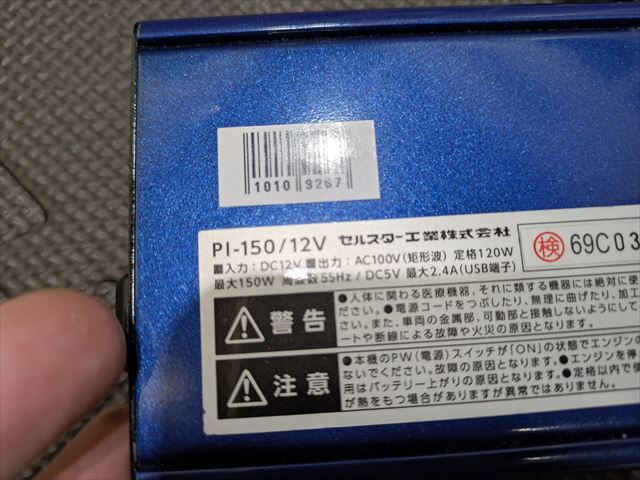 1010 9267
PI-150/12V セルスター工業株式会社
検 69C03
■入力：DC12V ■出力：AC100V(矩形波) 定格120W
最大150W 周波数55Hz / DC5V 最大2.4A(USB端子)
警告
●人体に関わる医療機器、それに類する機器には絶対に使
ください。●電源コードをつぶしたり、無理に曲げたり、加工
さい。また、車両の金属部、可動部と接触しないようにして
ートや断線による故障や火災の原因となります。
注意
●本機のPW(電源)スイッチが「ON」の状態でエンジンの
ないでください。故障の原因となります。●エンジンを停
用はバッテリー上がりの原因となります。●定格以内で使
が熱をもつ場合がありますが異常ではありません。